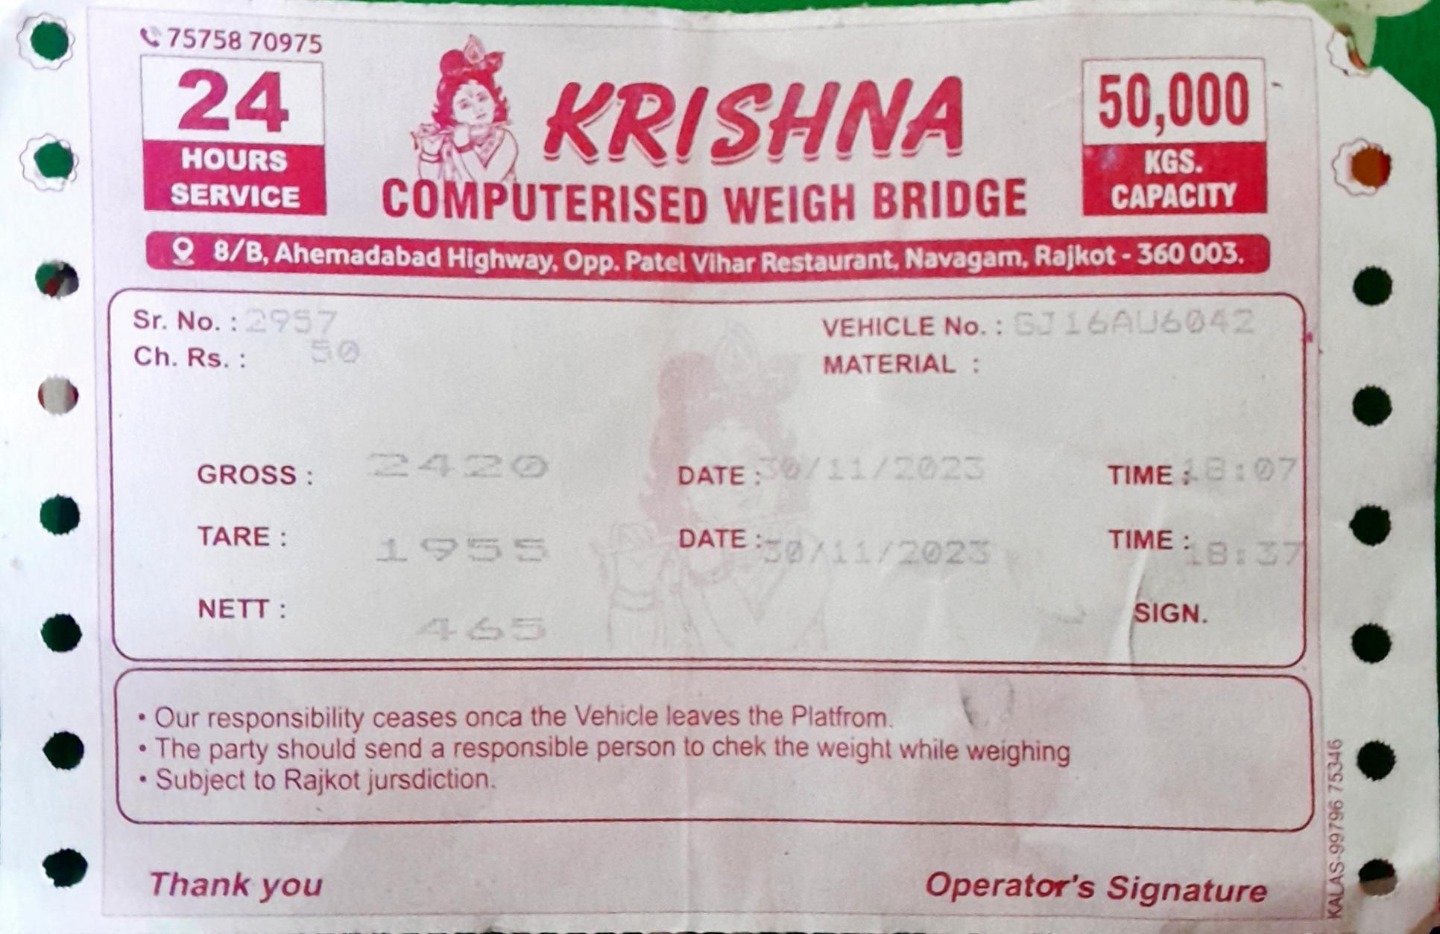 75758 70975
24
HOURS
SERVICE
KRISHNA
COMPUTERISED WEIGH BRIDGE
50,000
KGS.
CAPACITY
8/B, Ahemadabad Highway, Opp. Patel Vihar Restaurant, Navagam, Rajkot - 360 003.
Sr. No. : 2957 VEHICLE No. : GJ16AU6042
Ch. Rs. : 50 MATERIAL :
GROSS : 2420 DATE : 30/11/2023 TIME : 18:07
TARE : 1955 DATE : 30/11/2023 TIME : 18:37
NETT : 465 SIGN.
• Our responsibility ceases onca the Vehicle leaves the Platfrom.
• The party should send a responsible person to chek the weight while weighing
• Subject to Rajkot jursdiction.
Thank you Operator's Signature
KALAS-99796 75346